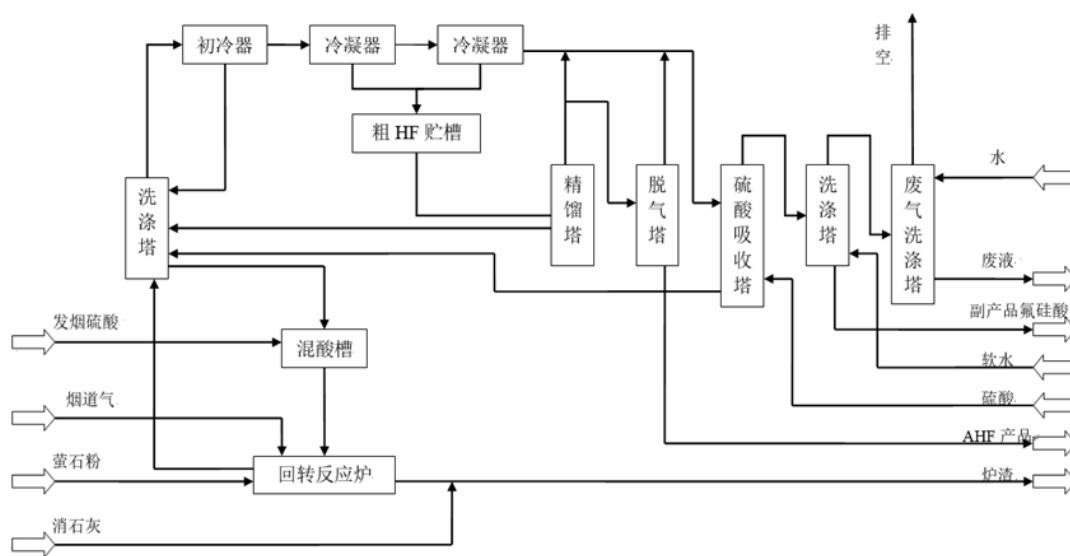 初冷器
冷凝器
冷凝器
排空
粗 HF 贮槽
洗涤塔
精馏塔
脱气塔
硫酸吸收塔
洗涤塔
废气洗涤塔
水
废液
副产品氟硅酸
发烟硫酸
混酸槽
软水
烟道气
硫酸
AHF 产品
萤石粉
回转反应炉
炉渣
消石灰